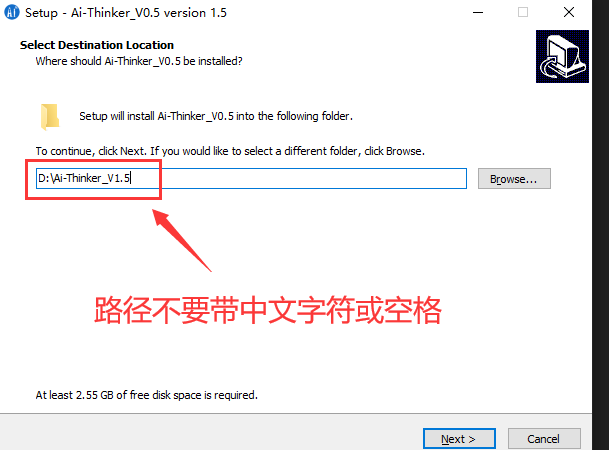 Ai
Setup - Ai-Thinker_V0.5 version 1.5
Select Destination Location
Where should Ai-Thinker_V0.5 be installed?
Setup will install Ai-Thinker_V0.5 into the following folder.
To continue, click Next. If you would like to select a different folder, click Browse.
D:\Ai-Thinker_V1.5
Browse...
路径不要带中文字符或空格
At least 2.55 GB of free disk space is required.
Next >
Cancel